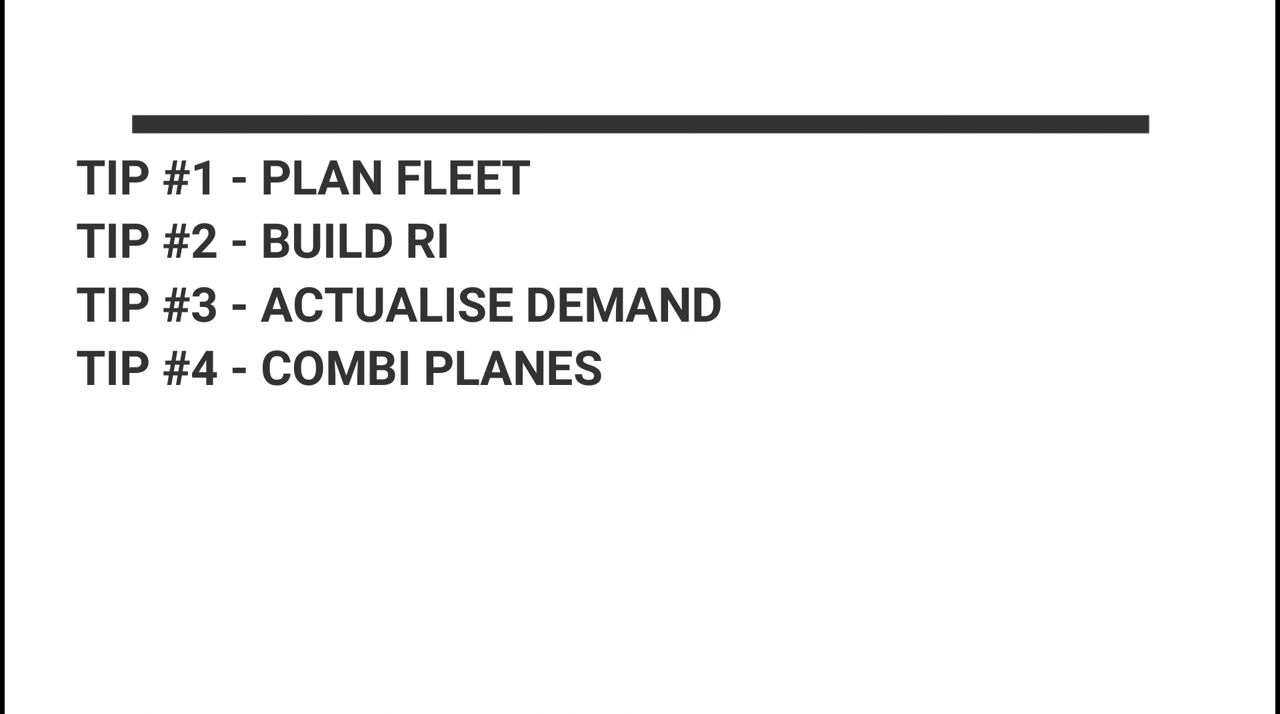 TIP #1 - PLAN FLEET
TIP #2 - BUILD RI
TIP #3 - ACTUALISE DEMAND
TIP #4 - COMBI PLANES